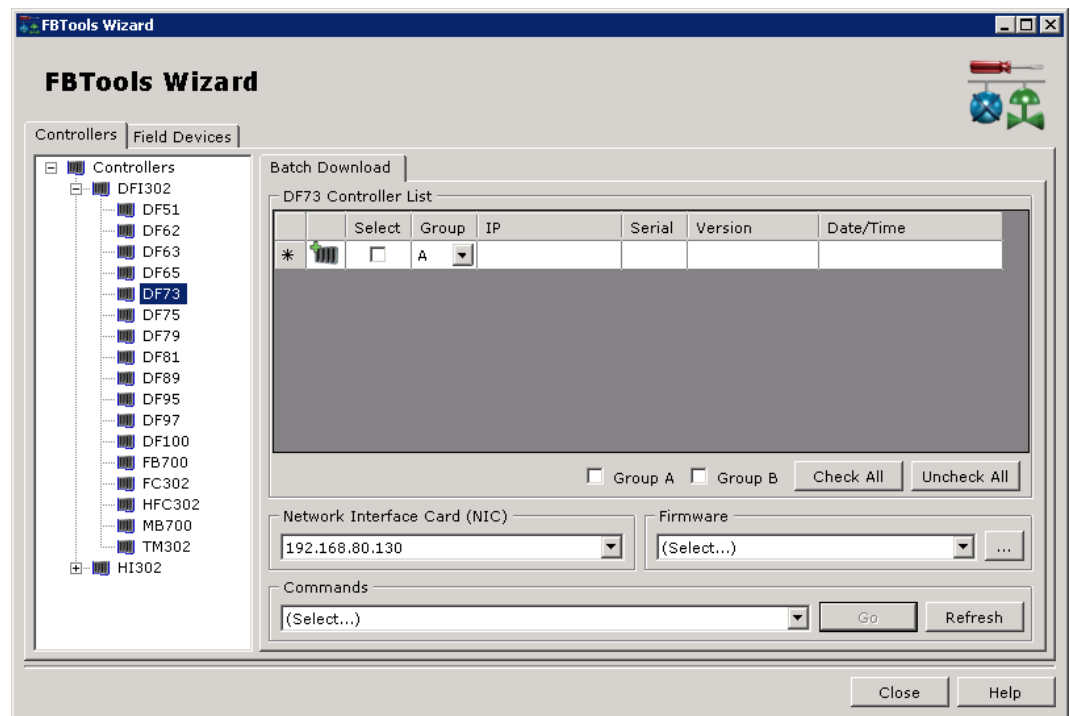 FBTools Wizard
FBTools Wizard
Controllers
Field Devices
Controllers
DFI302
DF51
DF62
DF63
DF65
DF73
DF75
DF79
DF81
DF89
DF95
DF97
DF100
FB700
FC302
HFC302
MB700
TM302
HI302
Batch Download
DF73 Controller List
Select Group IP Serial Version Date/Time
A
Group A Group B Check All Uncheck All
Network Interface Card (NIC)
192.168.80.130
Firmware
(Select...) ...
Commands
(Select...) Go Refresh
Close Help